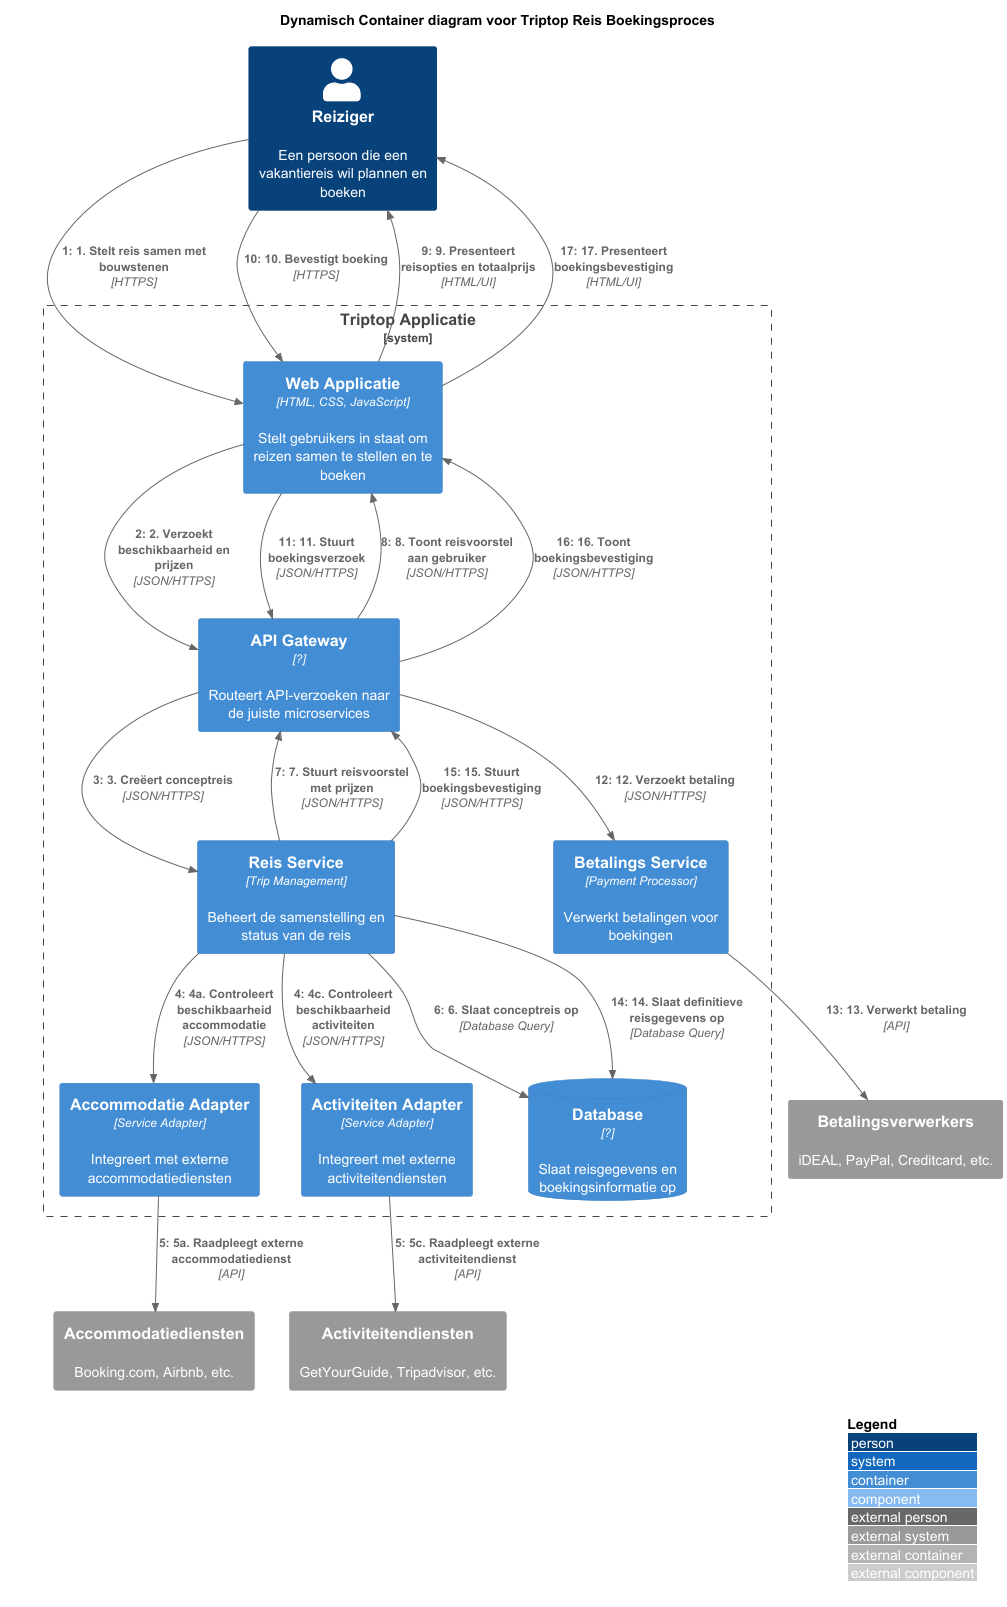 Dynamisch Container diagram voor Triptop Reis Boekingsproces
Reiziger
Een persoon die een
vakantiereis wil plannen en
boeken
1: 1. Stelt reis samen met
bouwstenen
[HTTPS]
10: 10. Bevestigt boeking
[HTTPS]
9: 9. Presenteert
reisopties en totaalprijs
[HTML/UI]
17: 17. Presenteert
boekingsbevestiging
[HTML/UI]
Triptop Applicatie
[system]
Web Applicatie
[HTML, CSS, JavaScript]
Stelt gebruikers in staat om
reizen samen te stellen en te
boeken
2: 2. Verzoekt
beschikbaarheid en
prijzen
[JSON/HTTPS]
11: 11. Stuurt
boekingsverzoek
[JSON/HTTPS]
8: 8. Toont reisvoorstel
aan gebruiker
[JSON/HTTPS]
16: 16. Toont
boekingsbevestiging
[JSON/HTTPS]
API Gateway
[?]
Routeert API-verzoeken naar
de juiste microservices
3: 3. Creëert conceptreis
[JSON/HTTPS]
7: 7. Stuurt reisvoorstel
met prijzen
[JSON/HTTPS]
15: 15. Stuurt
boekingsbevestiging
[JSON/HTTPS]
12: 12. Verzoekt betaling
[JSON/HTTPS]
Reis Service
[Trip Management]
Beheert de samenstelling en
status van de reis
Betalings Service
[Payment Processor]
Verwerkt betalingen voor
boekingen
4: 4a. Controleert
beschikbaarheid
accommodatie
[JSON/HTTPS]
4: 4c. Controleert
beschikbaarheid
activiteiten
[JSON/HTTPS]
6: 6. Slaat conceptreis op
[Database Query]
14: 14. Slaat definitieve
reisgegevens op
[Database Query]
13: 13. Verwerkt betaling
[API]
Accommodatie Adapter
[Service Adapter]
Integreert met externe
accommodatiediensten
Activiteiten Adapter
[Service Adapter]
Integreert met externe
activiteitendiensten
Database
[?]
Slaat reisgegevens en
boekingsinformatie op
Betalingsverwerkers
iDEAL, PayPal, Creditcard, etc.
5: 5a. Raadpleegt externe
accommodatiedienst
[API]
5: 5c. Raadpleegt externe
activiteitendienst
[API]
Accommodatiediensten
Booking.com, Airbnb, etc.
Activiteitendiensten
GetYourGuide, Tripadvisor, etc.
Legend
person
system
container
component
external person
external system
external container
external component